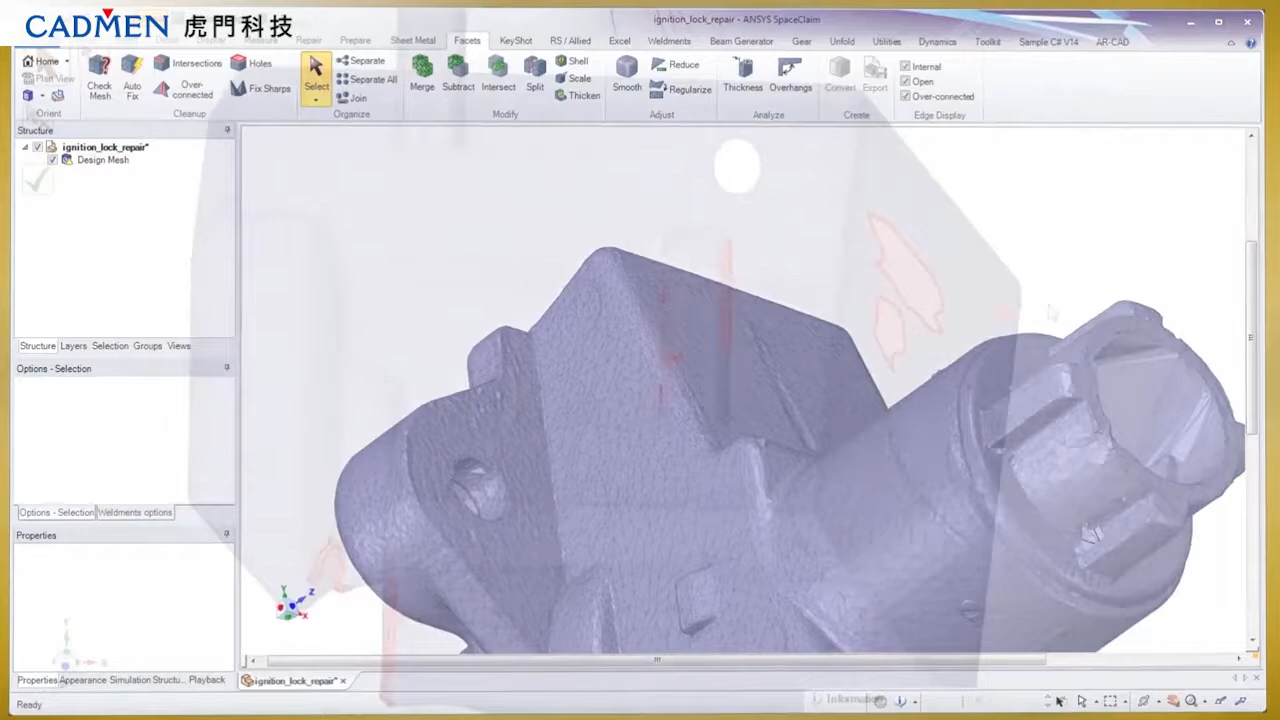 CADMEN 虎門科技
ignition_lock_repair - ANSYS SpaceClaim
Repair Prepare Sheet Metal Facets KeyShot RS / Allied Excel Weldments Beam Generator Gear Unfold Utilities Dynamics Toolkit Sample C# V14 AR-CAD
Home
Plan View
Orient
Check Mesh
Auto Fix
Intersections
Over-connected
Holes
Fix Sharps
Cleanup
Select
Separate
Separate All
Join
Organize
Merge
Subtract
Intersect
Split
Shell
Scale
Thicken
Modify
Smooth
Reduce
Regularize
Adjust
Thickness
Overhangs
Analyze
Convert
Export
Create
Internal
Open
Over-connected
Edge Display
Structure
ignition_lock_repair*
Design Mesh
Structure Layers Selection Groups Views
Options - Selection
Options - Selection Weldments options
Properties
Y
Z
X
Properties Appearance Simulation Structu.. Playback
ignition_lock_repair*
Ready
Information